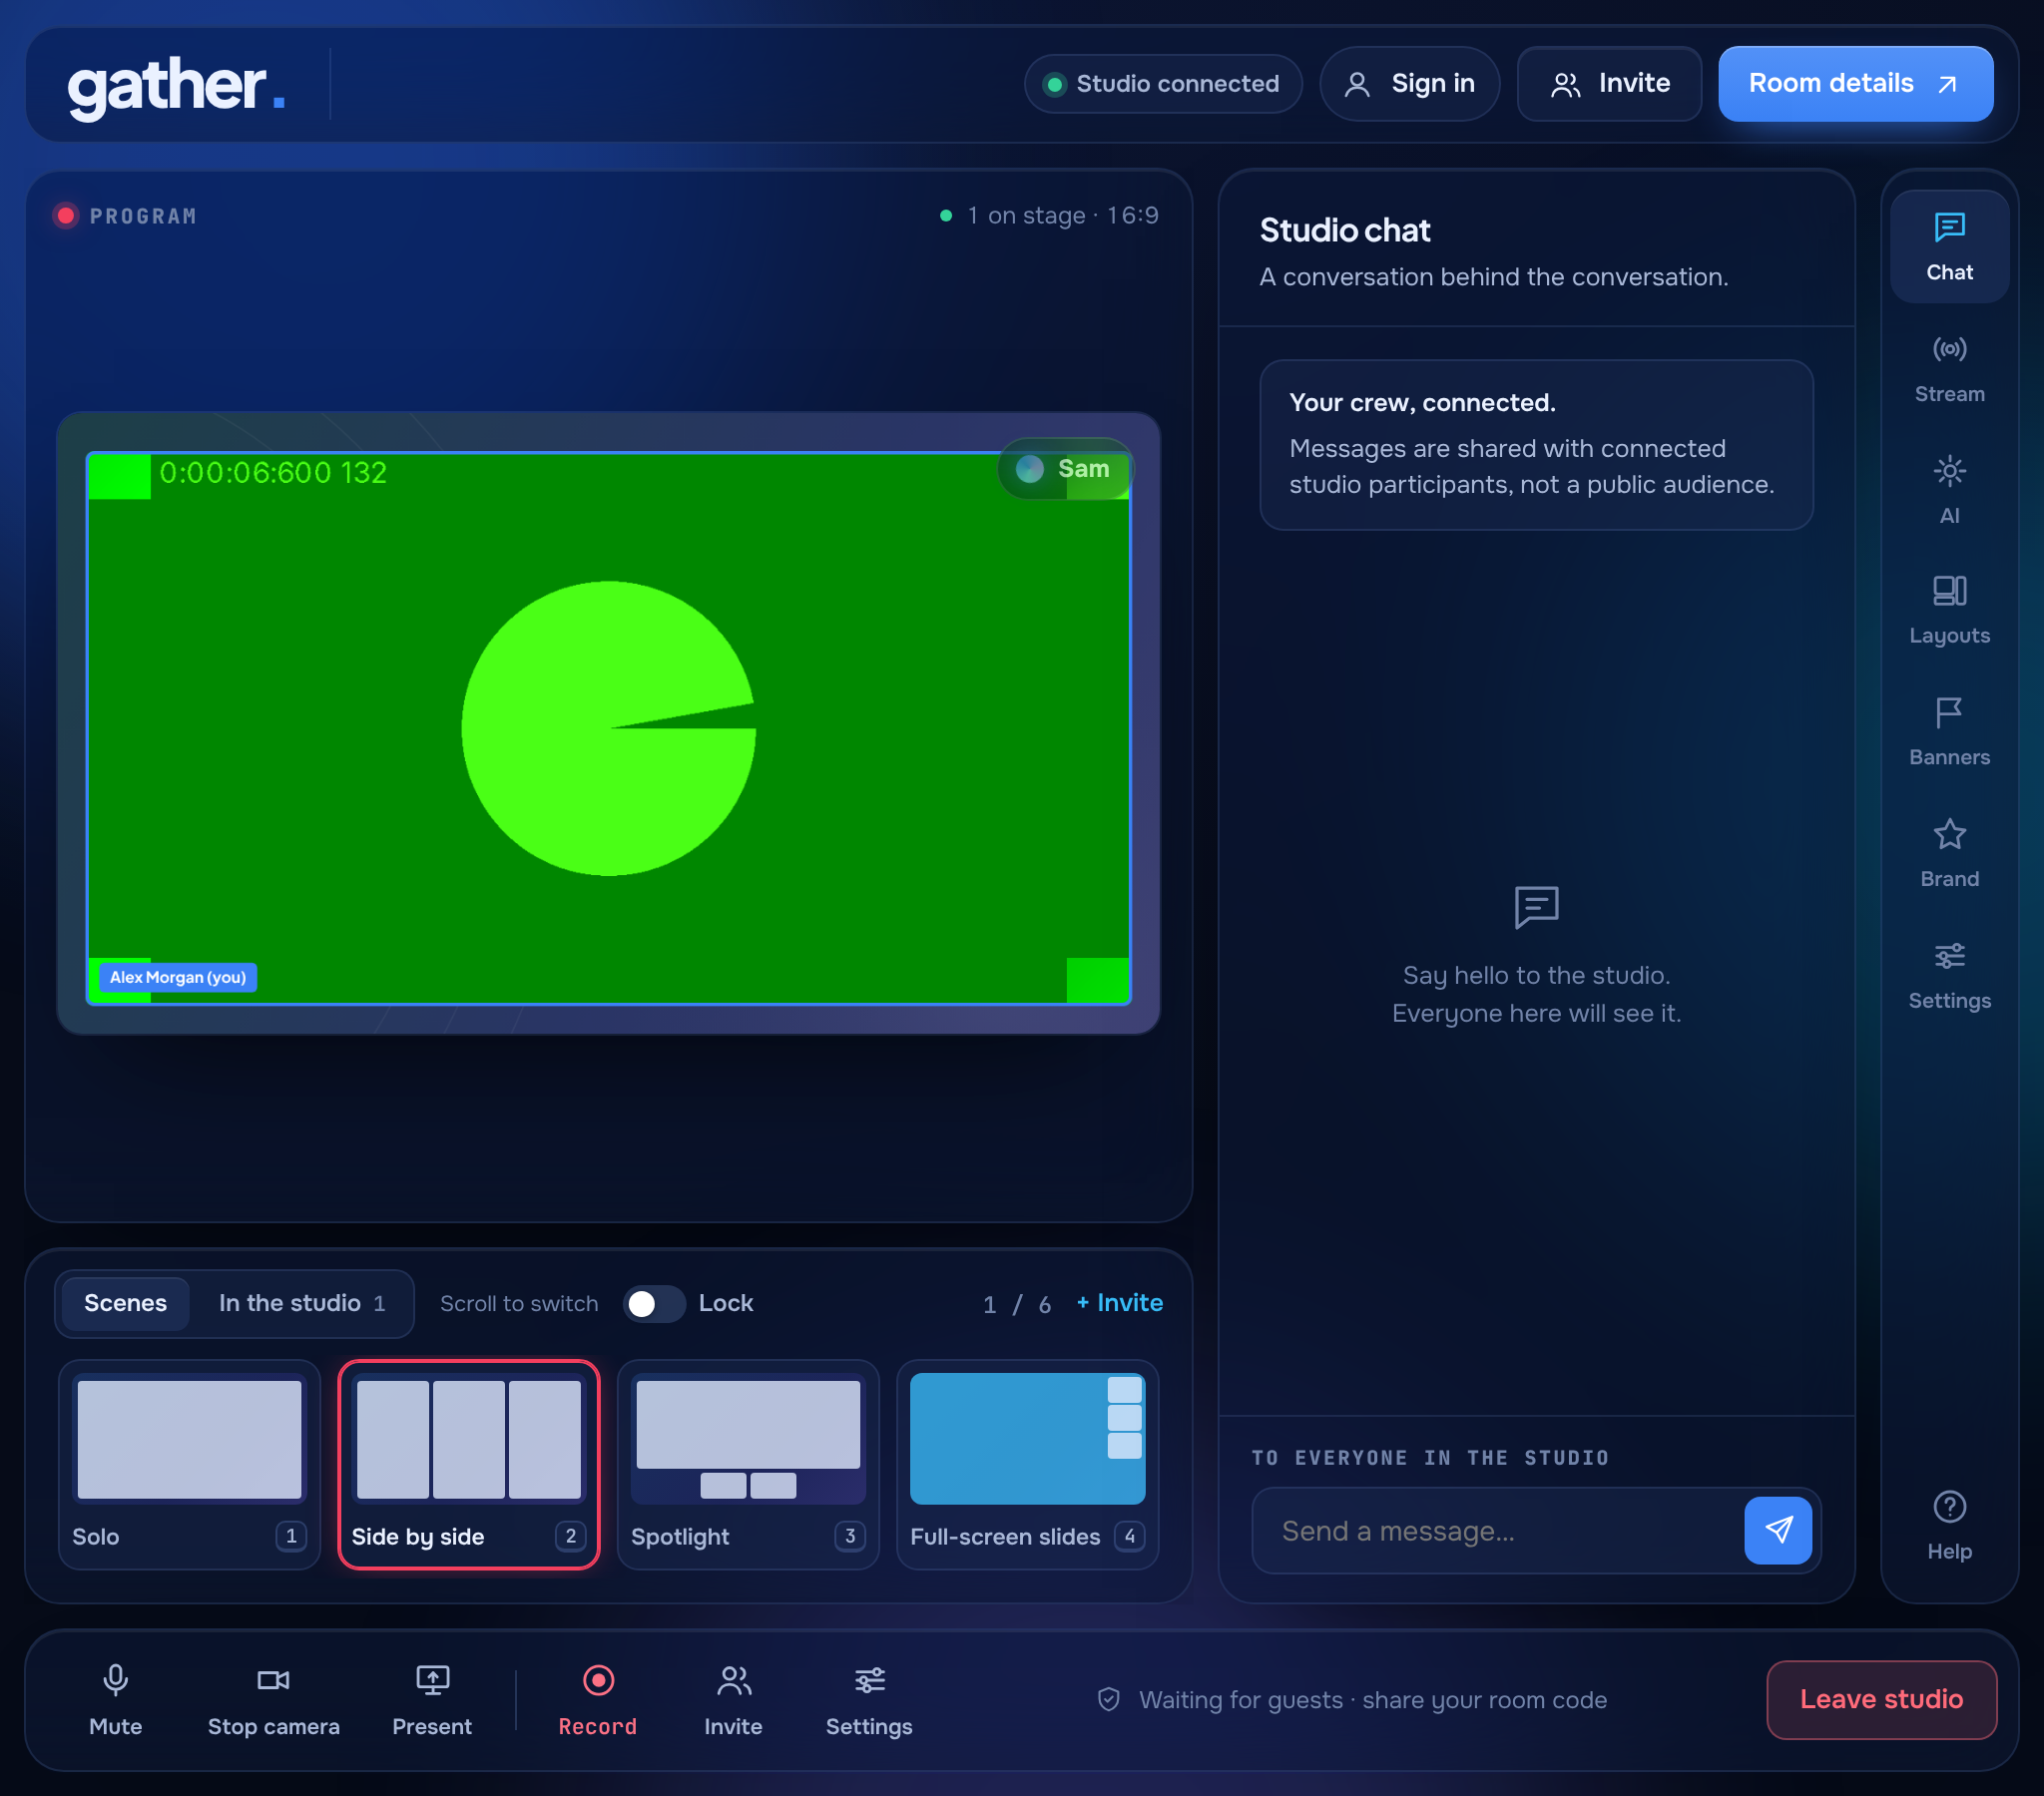 gather.
Studio connected
Sign in
Invite
Room details
PROGRAM
1 on stage · 16:9
0:00:06:600 132
Sam
Alex Morgan (you)
Studio chat
A conversation behind the conversation.
Your crew, connected.
Messages are shared with connected
studio participants, not a public audience.
Say hello to the studio.
Everyone here will see it.
TO EVERYONE IN THE STUDIO
Send a message...
Chat
Stream
AI
Layouts
Banners
Brand
Settings
Help
Scenes
In the studio 1
Scroll to switch
Lock
1 / 6
+ Invite
Solo 1
Side by side 2
Spotlight 3
Full-screen slides 4
Mute
Stop camera
Present
Record
Invite
Settings
Waiting for guests · share your room code
Leave studio